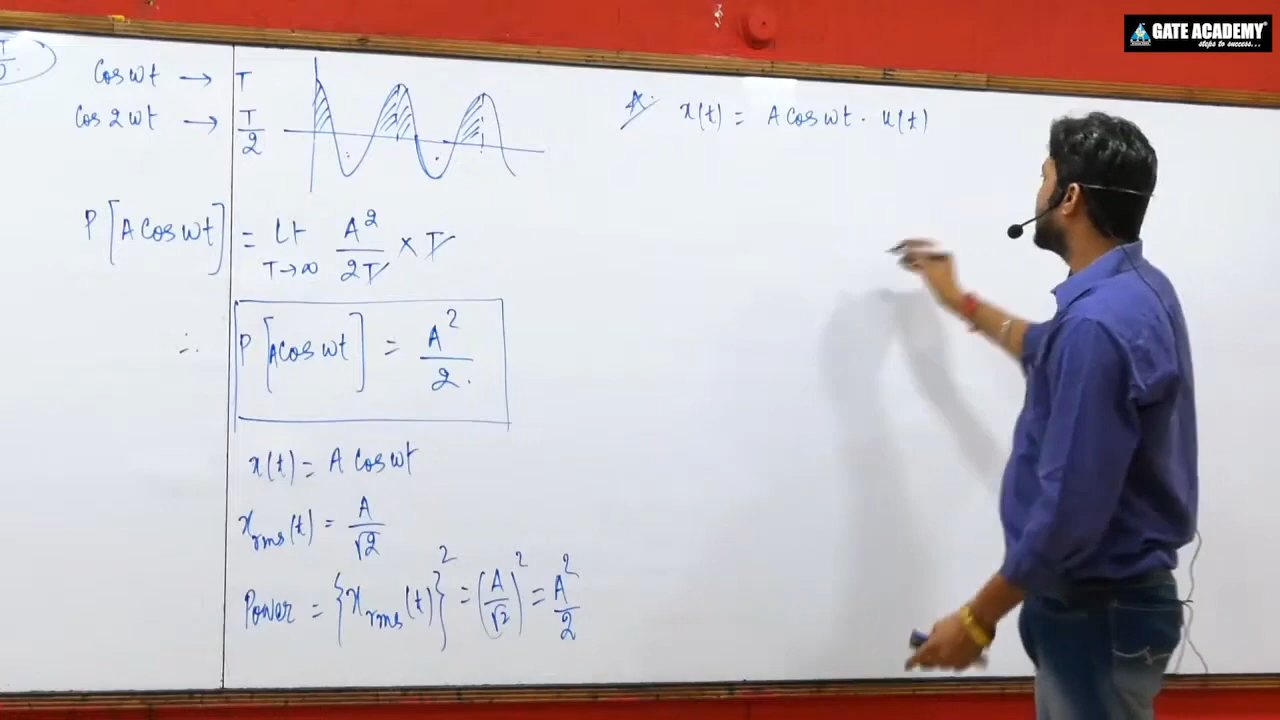 GATE ACADEMY
steps to success...
cos ωt → T
cos 2ωt → T/2
P[A cos ωt] = Lt T→∞ A²/2T × T
∴ P[A cos ωt] = A²/2.
x(t) = A cos ωt
x_rms(t) = A/√2
Power = {x_rms(t)}² = (A/√2)² = A²/2
x(t) = A cos ωt · u(t)